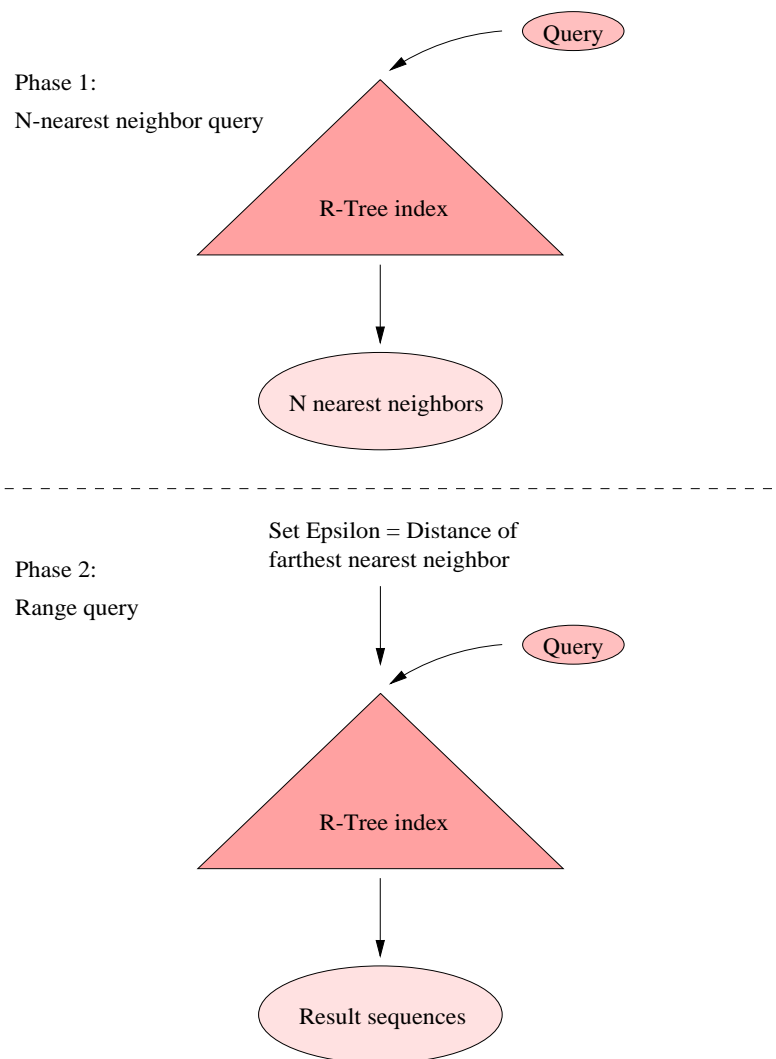 Query
Phase 1:
N-nearest neighbor query
R-Tree index
N nearest neighbors
Set Epsilon = Distance of
farthest nearest neighbor
Phase 2:
Range query
Query
R-Tree index
Result sequences